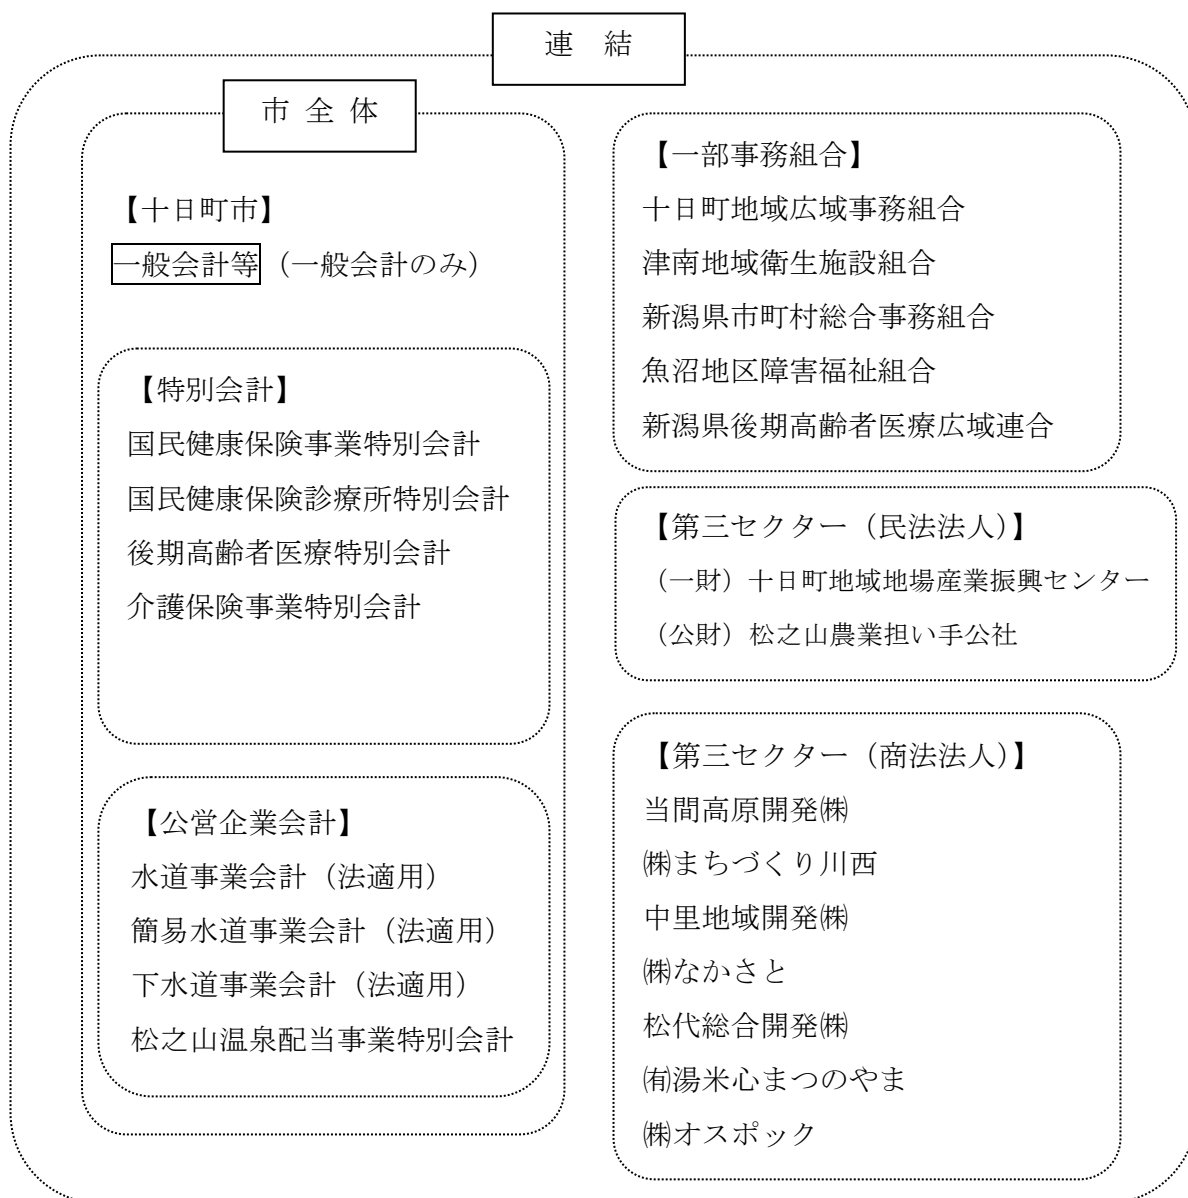 連　結
市 全 体
【十日町市】
一般会計等（一般会計のみ）
【特別会計】
国民健康保険事業特別会計
国民健康保険診療所特別会計
後期高齢者医療特別会計
介護保険事業特別会計
【公営企業会計】
水道事業会計（法適用）
簡易水道事業会計（法適用）
下水道事業会計（法適用）
松之山温泉配当事業特別会計
【一部事務組合】
十日町地域広域事務組合
津南地域衛生施設組合
新潟県市町村総合事務組合
魚沼地区障害福祉組合
新潟県後期高齢者医療広域連合
【第三セクター（民法法人）】
（一財）十日町地域地場産業振興センター
（公財）松之山農業担い手公社
【第三セクター（商法法人）】
当間高原開発㈱
㈱まちづくり川西
中里地域開発㈱
㈱なかさと
松代総合開発㈱
㈲湯米心まつのやま
㈱オスポック